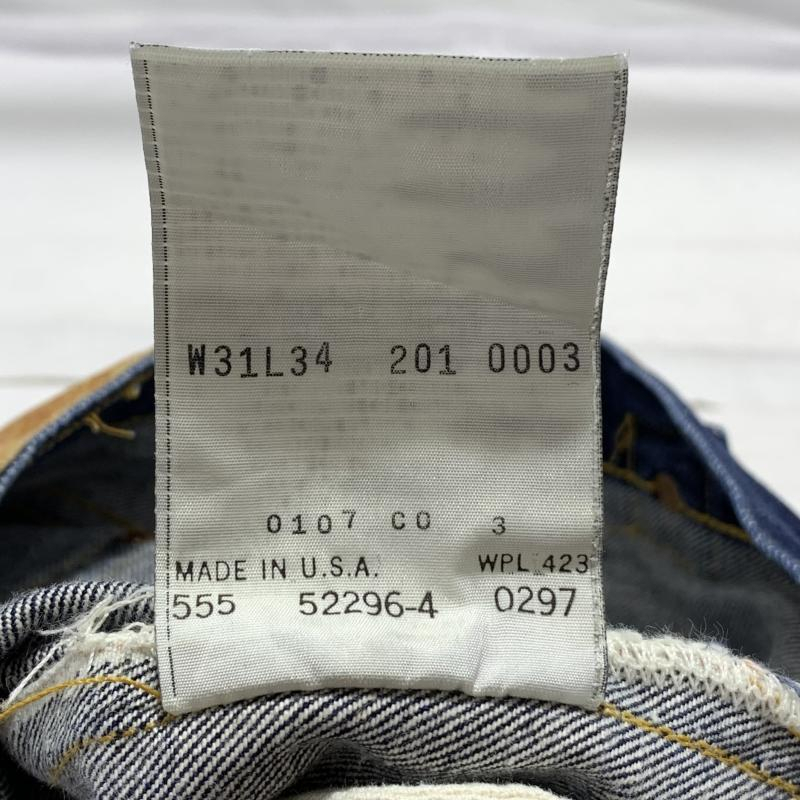 W31L34 201 0003
0107 CO 3
MADE IN U.S.A. WPL 423
555 52296-4 0297